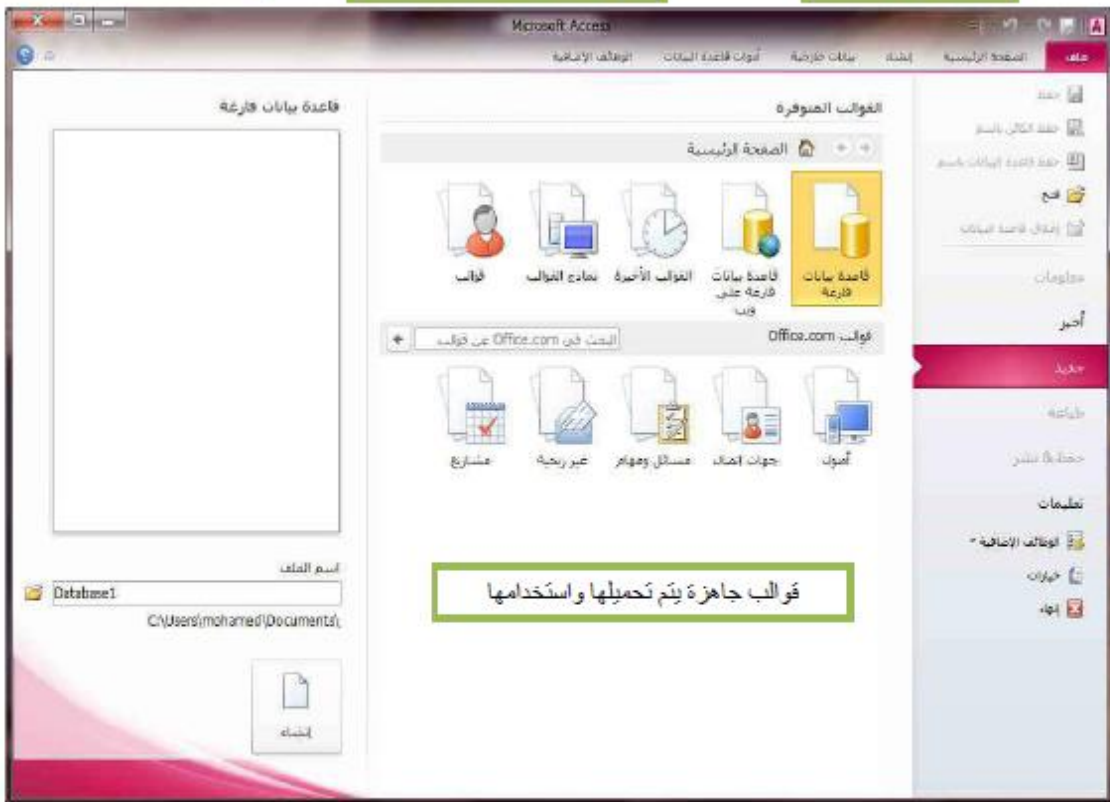 Microsoft Access
ملف الصفحة الرئيسية إنشاء بيانات خارجية أدوات قاعدة البيانات الوظائف الإضافية
حفظ
حفظ الكائن باسم
حفظ قاعدة البيانات باسم
فتح
إغلاق قاعدة البيانات
معلومات
أخير
جديد
طباعة
حفظ & نشر
تعليمات
الوظائف الإضافية
خيارات
إنهاء
القوالب المتوفرة
الصفحة الرئيسية
قاعدة بيانات فارغة
قاعدة بيانات فارغة على ويب
القوالب الأخيرة
نماذج القوالب
قوالب
قوالب Office.com
البحث في Office.com عن قوالب
أصول
جهات اتصال
مسائل ومهام
غير ربحية
مشاريع
قوالب جاهزة يتم تحميلها واستخدامها
قاعدة بيانات فارغة
اسم الملف
Database1
C:\Users\mohamed\Documents\
إنشاء